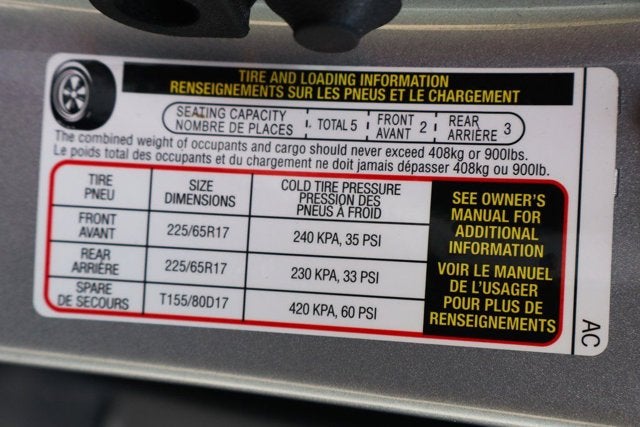 TIRE AND LOADING INFORMATION
RENSEIGNEMENTS SUR LES PNEUS ET LE CHARGEMENT
SEATING CAPACITY
NOMBRE DE PLACES
TOTAL 5
FRONT
AVANT 2
REAR
ARRIÈRE 3
The combined weight of occupants and cargo should never exceed 408kg or 900lbs.
Le poids total des occupants et du chargement ne doit jamais dépasser 408kg ou 900lb.
TIRE
PNEU
SIZE
DIMENSIONS
COLD TIRE PRESSURE
PRESSION DES
PNEUS À FROID
FRONT
AVANT
225/65R17
240 KPA, 35 PSI
REAR
ARRIÈRE
225/65R17
230 KPA, 33 PSI
SPARE
DE SECOURS
T155/80D17
420 KPA, 60 PSI
SEE OWNER'S
MANUAL FOR
ADDITIONAL
INFORMATION
VOIR LE MANUEL
DE L'USAGER
POUR PLUS DE
RENSEIGNEMENTS
AC